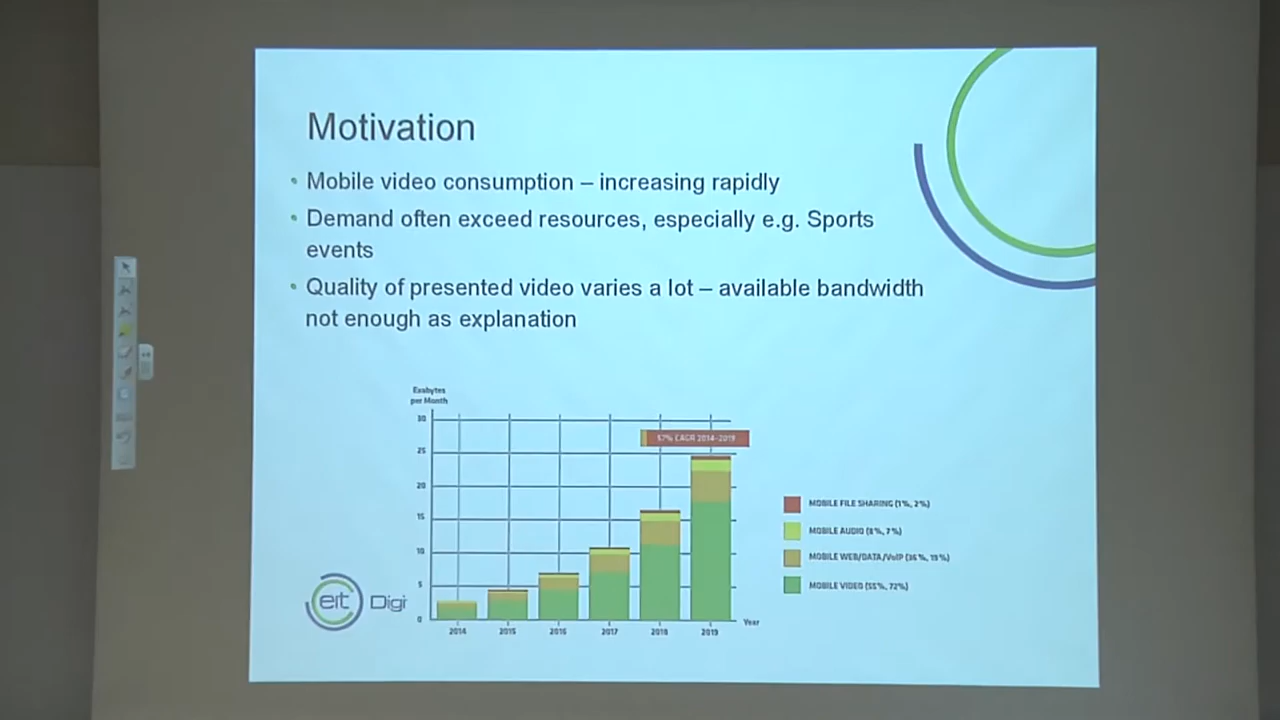 Motivation
• Mobile video consumption – increasing rapidly
• Demand often exceed resources, especially e.g. Sports
events
• Quality of presented video varies a lot – available bandwidth
not enough as explanation
Exabytes
per Month
30
25
20
15
10
5
0
57% CAGR 2014-2019
2014 2015 2016 2017 2018 2019
Year
MOBILE FILE SHARING (1%, 2%)
MOBILE AUDIO (8%, 7%)
MOBILE WEB/DATA/VoIP (36%, 19%)
MOBILE VIDEO (55%, 72%)
eit Digi